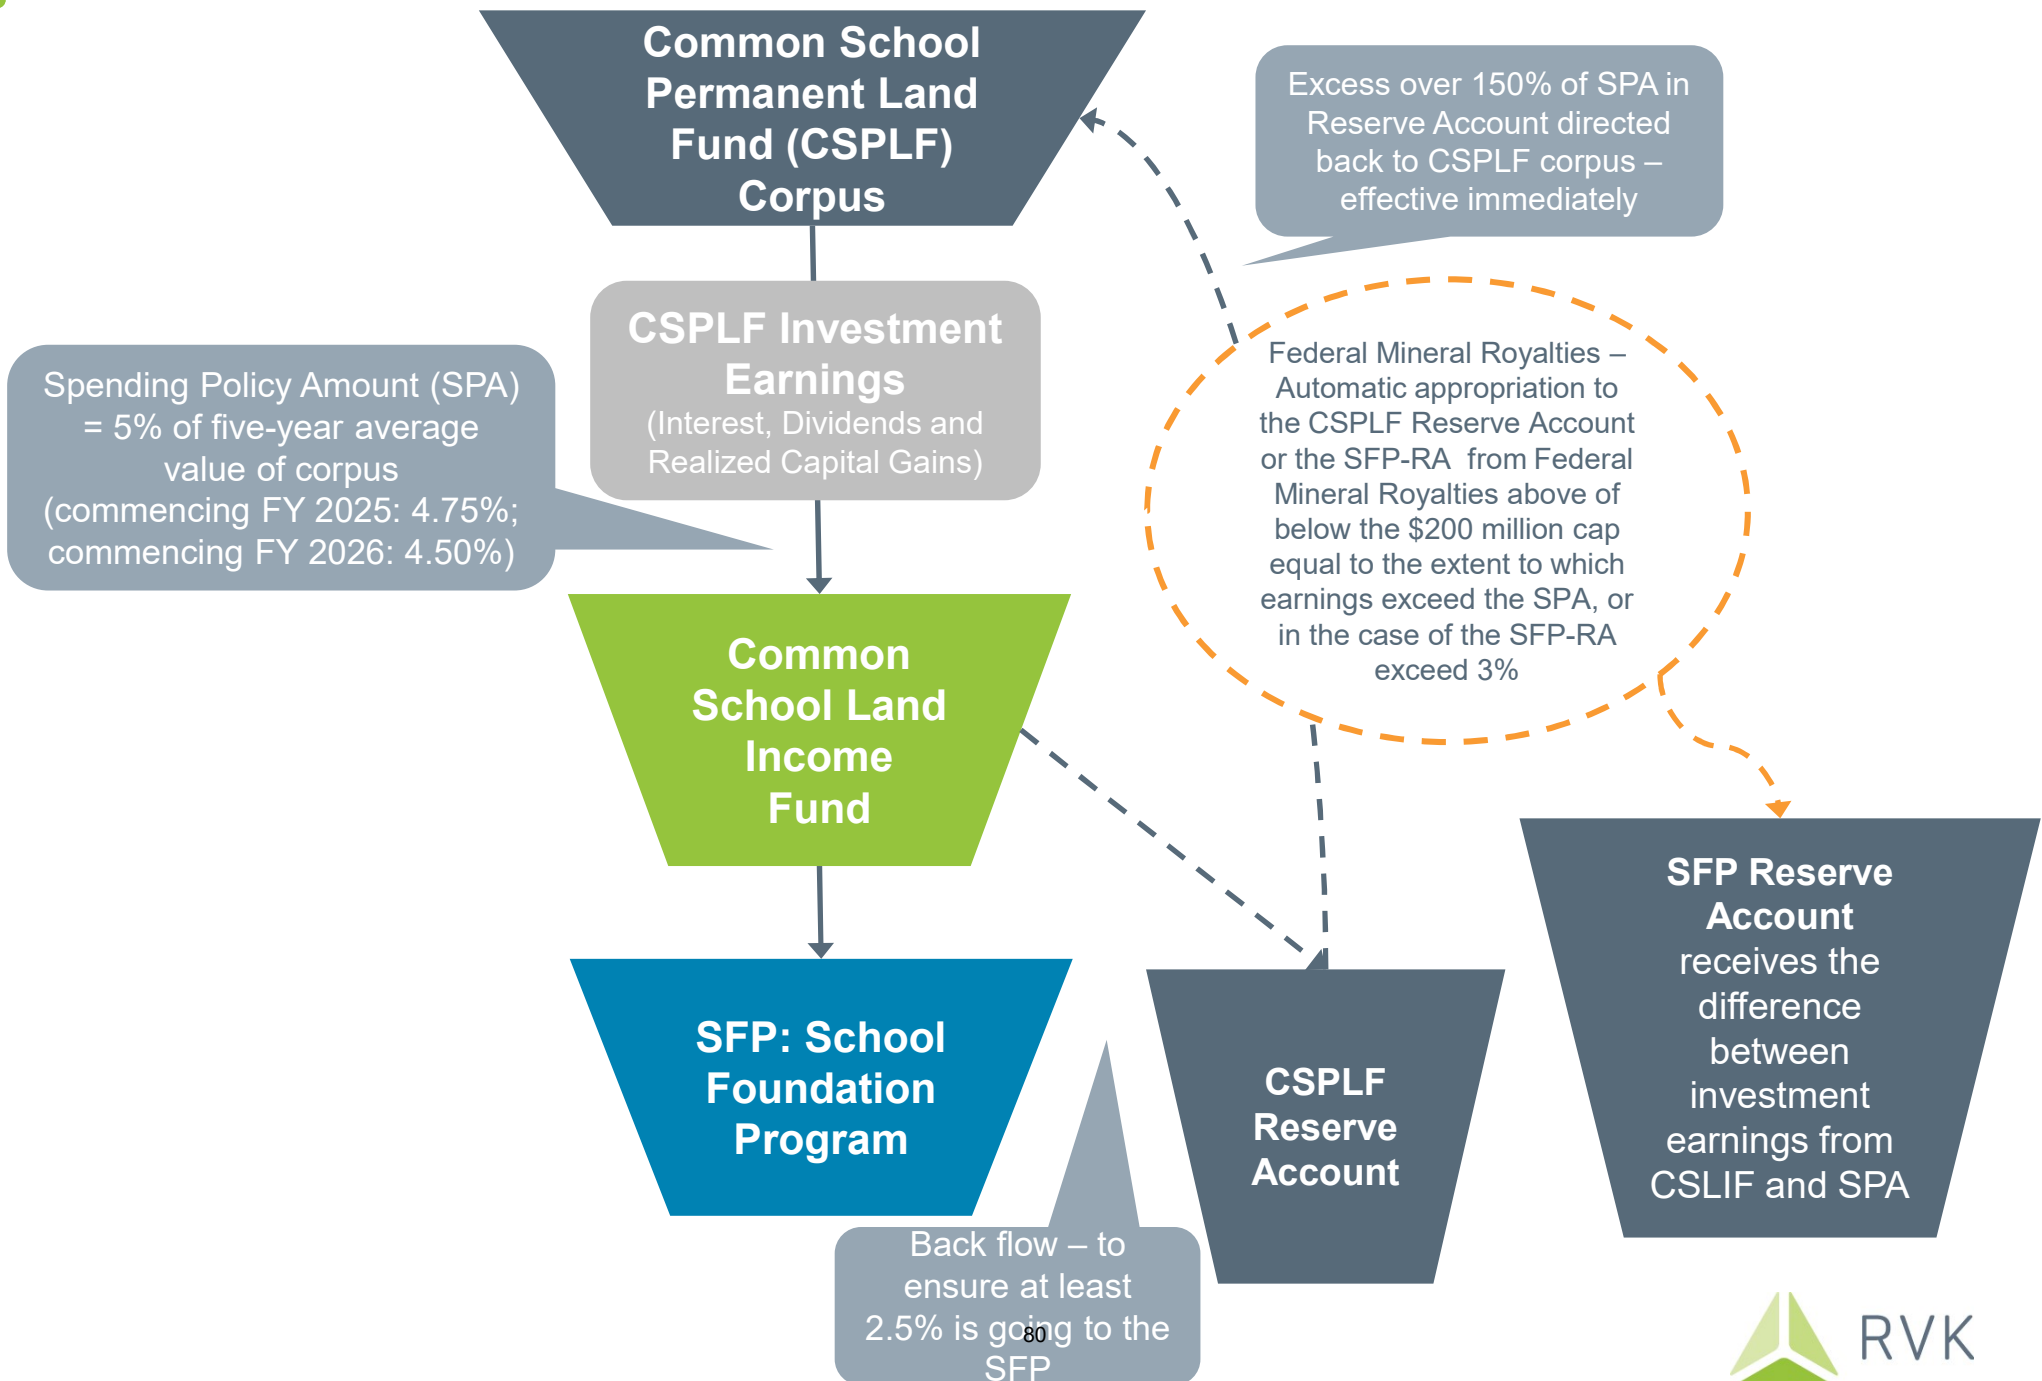 Common School
Permanent Land
Fund (CSPLF)
Corpus
Excess over 150% of SPA in
Reserve Account directed
back to CSPLF corpus –
effective immediately
CSPLF Investment
Earnings
(Interest, Dividends and
Realized Capital Gains)
Spending Policy Amount (SPA)
= 5% of five-year average
value of corpus
(commencing FY 2025: 4.75%;
commencing FY 2026: 4.50%)
Federal Mineral Royalties –
Automatic appropriation to
the CSPLF Reserve Account
or the SFP-RA from Federal
Mineral Royalties above of
below the $200 million cap
equal to the extent to which
earnings exceed the SPA, or
in the case of the SFP-RA
exceed 3%
Common
School Land
Income
Fund
SFP: School
Foundation
Program
CSPLF
Reserve
Account
SFP Reserve
Account
receives the
difference
between
investment
earnings from
CSLIF and SPA
Back flow – to
ensure at least
2.5% is going to the
SFP
80
RVK